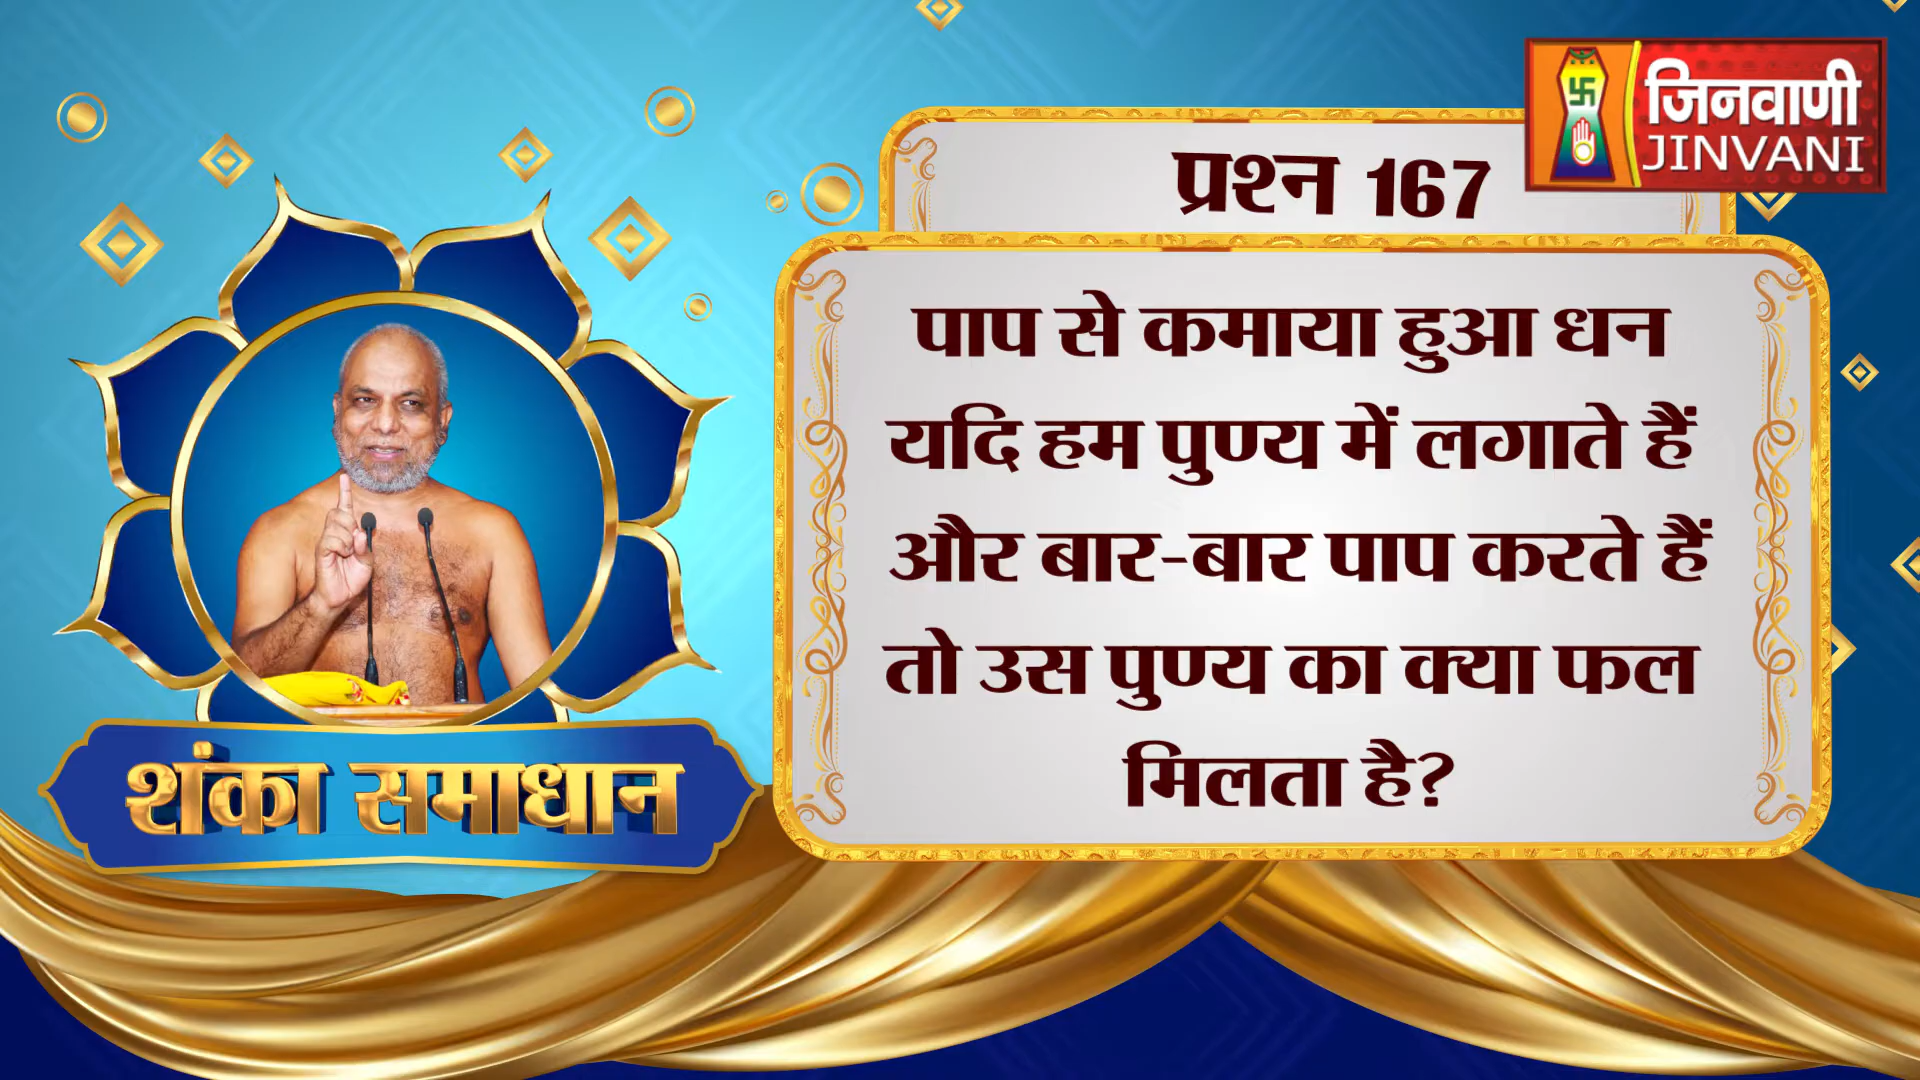 जिनवाणी
JINVANI
प्रश्न 167
पाप से कमाया हुआ धन
यदि हम पुण्य में लगाते हैं
और बार-बार पाप करते हैं
तो उस पुण्य का क्या फल
मिलता है?
शंका समाधान